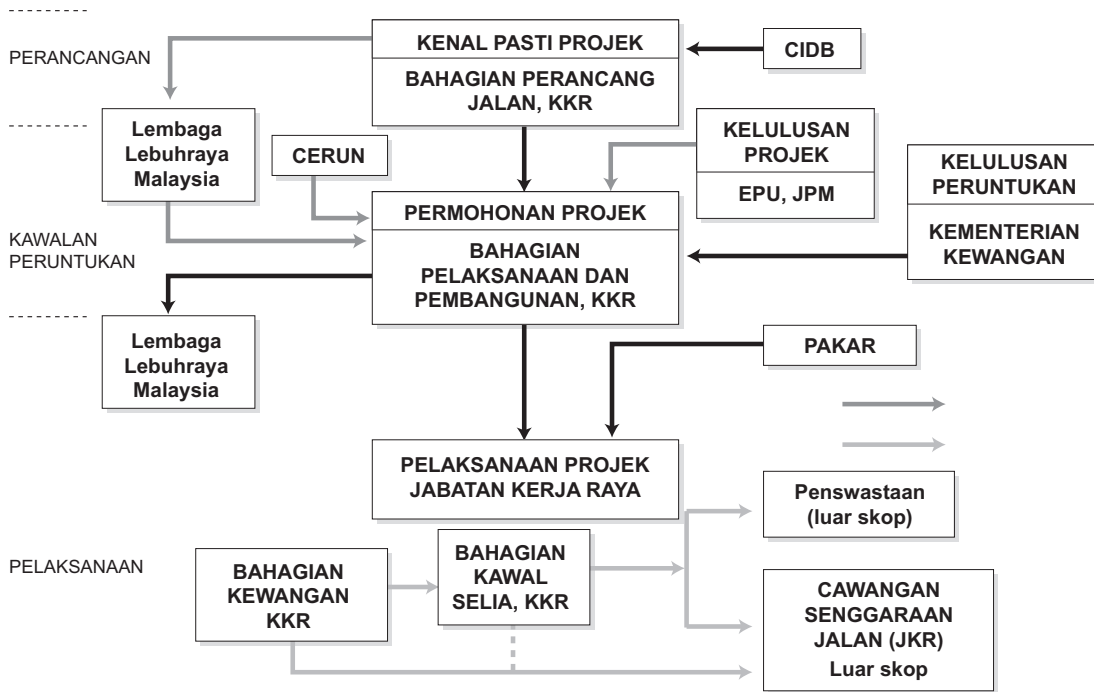 PERANCANGAN
KENAL PASTI PROJEK
BAHAGIAN PERANCANG
JALAN, KKR
CIDB
Lembaga
Lebuhraya
Malaysia
CERUN
KELULUSAN
PROJEK
EPU, JPM
KELULUSAN
PERUNTUKAN
KEMENTERIAN
KEWANGAN
KAWALAN
PERUNTUKAN
PERMOHONAN PROJEK
BAHAGIAN
PELAKSANAAN DAN
PEMBANGUNAN, KKR
Lembaga
Lebuhraya
Malaysia
PAKAR
PELAKSANAAN PROJEK
JABATAN KERJA RAYA
Penswastaan
(luar skop)
PELAKSANAAN
BAHAGIAN
KEWANGAN
KKR
BAHAGIAN
KAWAL
SELIA, KKR
CAWANGAN
SENGGARAAN
JALAN (JKR)
Luar skop